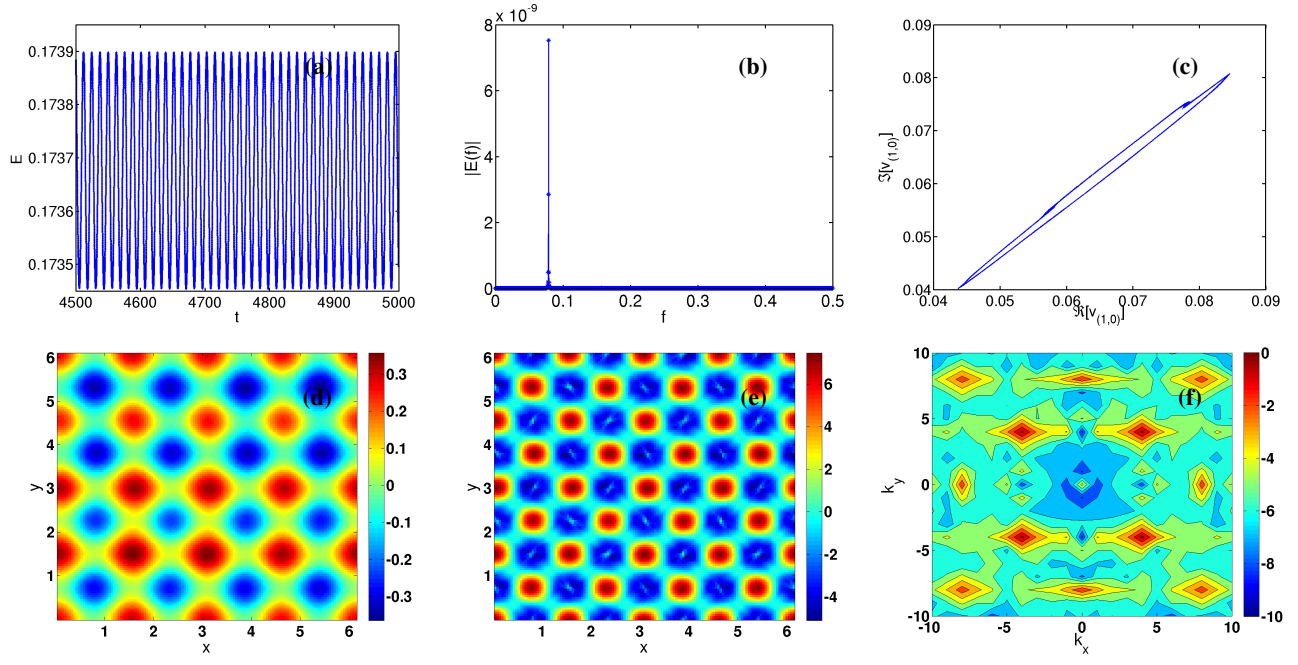 (a)
E
0.1739
0.1738
0.1737
0.1736
0.1735
4500 4600 4700 4800 4900 5000
t
(b)
x 10^-9
|E(f)|
8
6
4
2
0
0 0.1 0.2 0.3 0.4 0.5
f
(c)
ℑ[v_(1,0)]
0.09
0.08
0.07
0.06
0.05
0.04
0.04 0.05 0.06 0.07 0.08 0.09
ℜ[v_(1,0)]
(d)
y
6
5
4
3
2
1
1 2 3 4 5 6
x
0.3
0.2
0.1
0
-0.1
-0.2
-0.3
(e)
y
6
5
4
3
2
1
1 2 3 4 5 6
x
6
4
2
0
-2
-4
(f)
k_y
10
5
0
-5
-10
-10 -5 0 5 10
k_x
0
-2
-4
-6
-8
-10